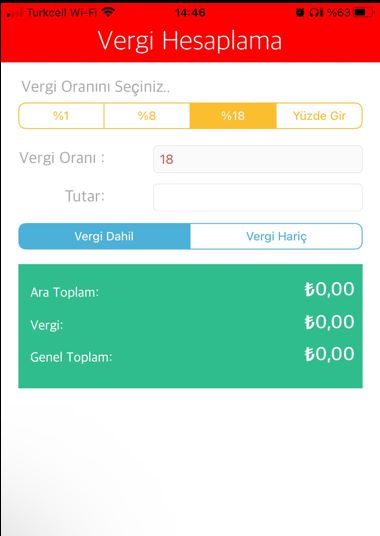 Turkcell Wi-Fi 14:46 %63
Vergi Hesaplama
Vergi Oranını Seçiniz..
%1 %8 %18 Yüzde Gir
Vergi Oranı : 18
Tutar:
Vergi Dahil Vergi Hariç
Ara Toplam: ₺0,00
Vergi: ₺0,00
Genel Toplam: ₺0,00